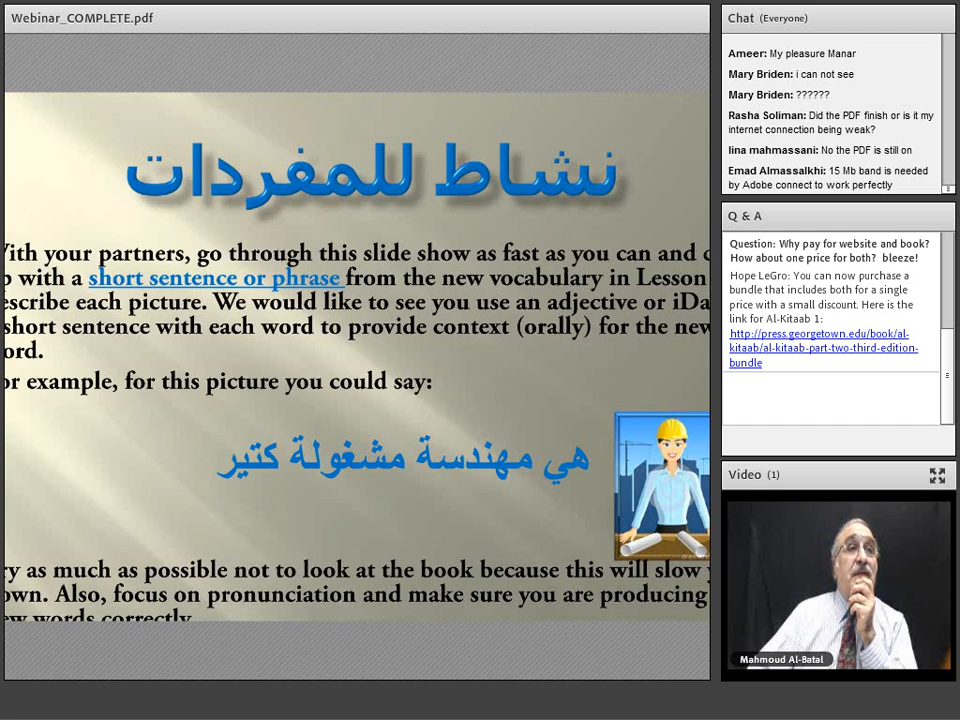 Webinar_COMPLETE.pdf
نشاط للمفردات
With your partners, go through this slide show as fast as you can and
with a short sentence or phrase from the new vocabulary in Lesson
describe each picture. We would like to see you use an adjective or
short sentence with each word to provide context (orally) for the new
word.
For example, for this picture you could say:
هي مهندسة مشغولة كتير
Try as much as possible not to look at the book because this will slow
down. Also, focus on pronunciation and make sure you are producing
new words correctly
Chat (Everyone)
Ameer: My pleasure Manar
Mary Briden: i can not see
Mary Briden: ??????
Rasha Soliman: Did the PDF finish or is it my
internet connection being weak?
lina mahmassani: No the PDF is still on
Emad Almassalkhi: 15 Mb band is needed
by Adobe connect to work perfectly
Q & A
Question: Why pay for website and book?
How about one price for both? bleeze!
Hope LeGro: You can now purchase a
bundle that includes both for a single
price with a small discount. Here is the
link for Al-Kitaab 1:
http://press.georgetown.edu/book/al-
kitaab/al-kitaab-part-two-third-edition-
bundle
Video (1)
Mahmoud Al-Batal